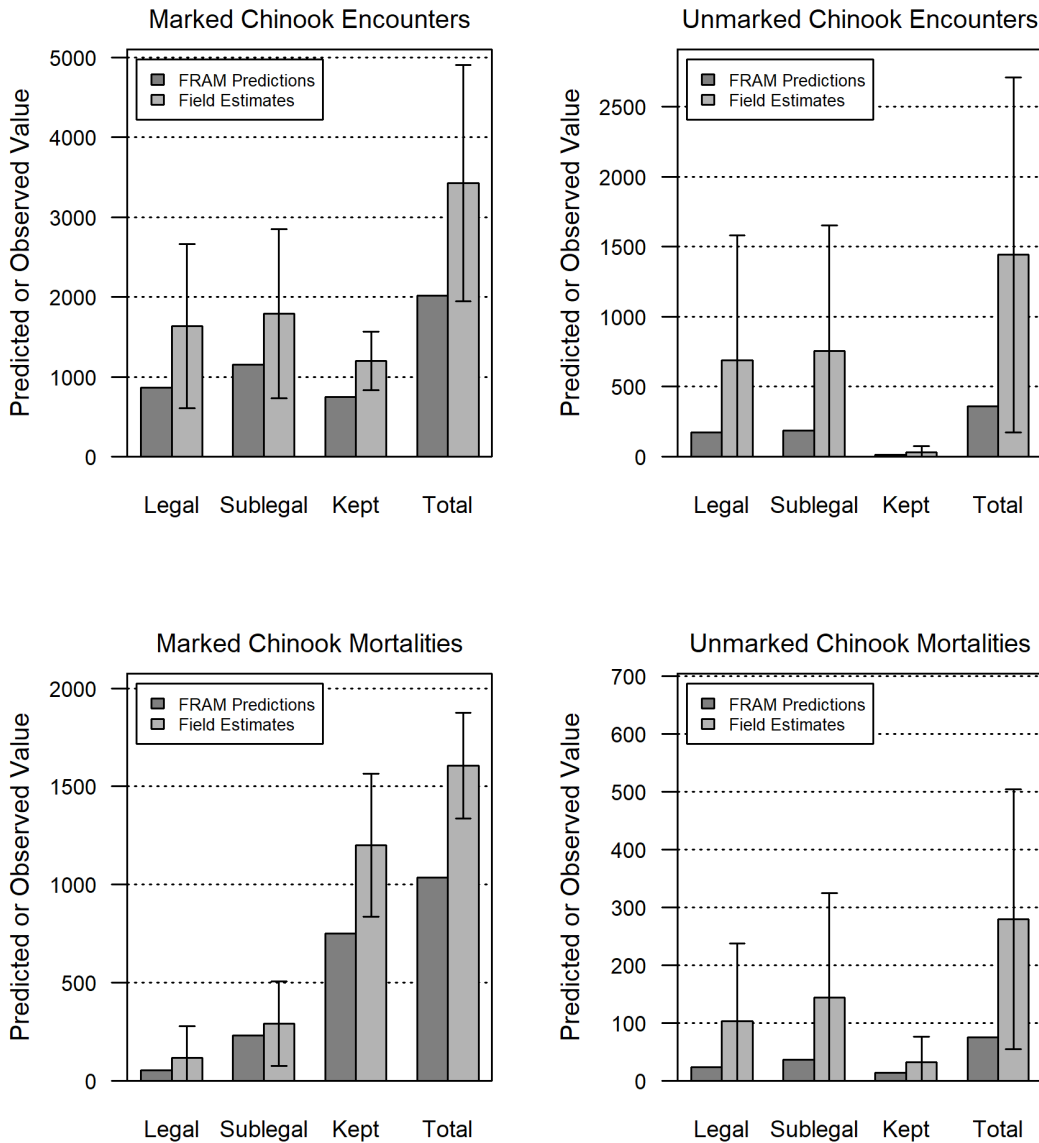 Marked Chinook Encounters
Predicted or Observed Value
5000
4000
3000
2000
1000
0
FRAM Predictions
Field Estimates
Legal Sublegal Kept Total
Unmarked Chinook Encounters
Predicted or Observed Value
2500
2000
1500
1000
500
0
FRAM Predictions
Field Estimates
Legal Sublegal Kept Total
Marked Chinook Mortalities
Predicted or Observed Value
2000
1500
1000
500
0
FRAM Predictions
Field Estimates
Legal Sublegal Kept Total
Unmarked Chinook Mortalities
Predicted or Observed Value
700
600
500
400
300
200
100
0
FRAM Predictions
Field Estimates
Legal Sublegal Kept Total